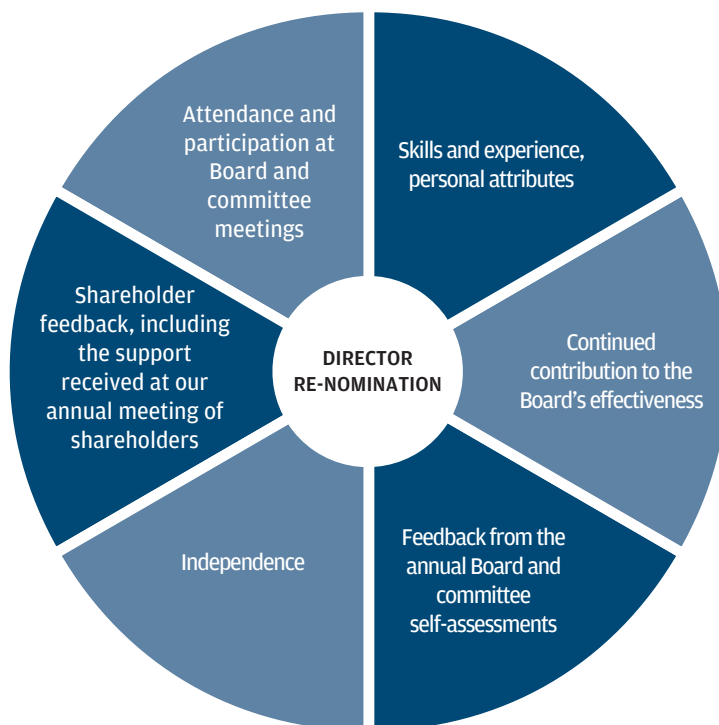 Attendance and
participation at
Board and
committee
meetings
Skills and experience,
personal attributes
Shareholder
feedback, including
the support
received at our
annual meeting of
shareholders
DIRECTOR
RE-NOMINATION
Continued
contribution to the
Board’s effectiveness
Independence
Feedback from the
annual Board and
committee
self-assessments